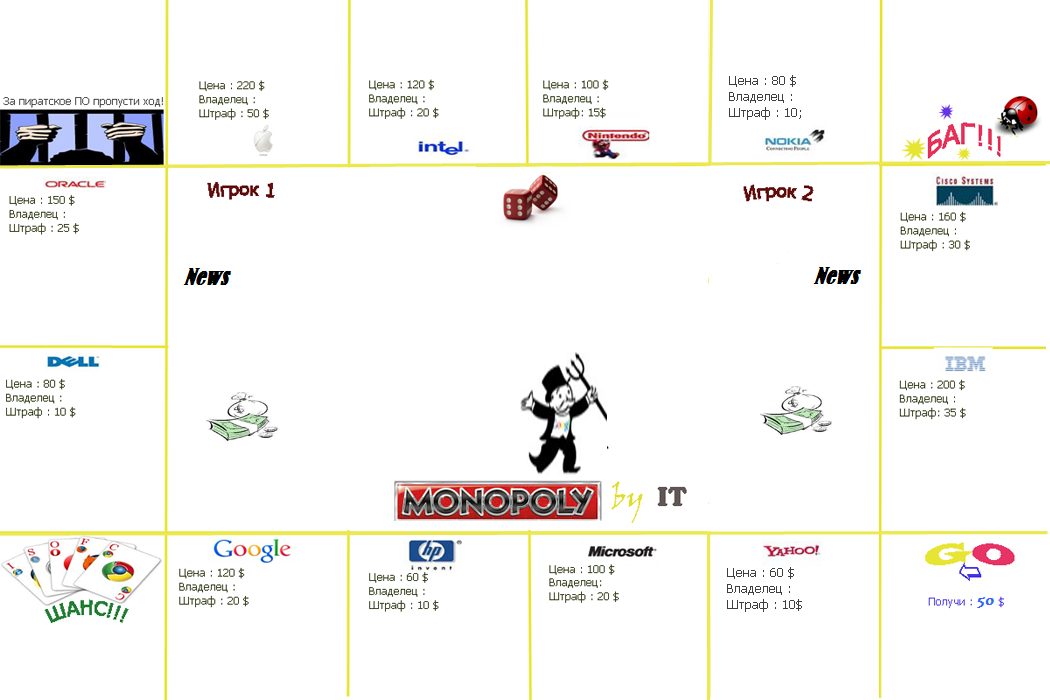 За пиратское ПО пропусти ход!
Цена : 220 $
Владелец :
Штраф : 50 $
Цена : 120 $
Владелец :
Штраф : 20 $
intel.
Цена : 100 $
Владелец :
Штраф: 15$
Nintendo
Цена : 80 $
Владелец :
Штраф : 10;
NOKIA
CONNECTING PEOPLE
БАГ!!!
ORACLE
Цена : 150 $
Владелец :
Штраф : 25 $
Игрок 1
Игрок 2
CISCO SYSTEMS
Цена : 160 $
Владелец :
Штраф : 30 $
News
News
DELL
Цена : 80 $
Владелец :
Штраф : 10 $
IBM
Цена : 200 $
Владелец :
Штраф: 35 $
MONOPOLY by IT
ШАНС!!!
Google
Цена : 120 $
Владелец :
Штраф : 20 $
hp
invent
Цена : 60 $
Владелец :
Штраф : 10 $
Microsoft
Цена : 100 $
Владелец:
Штраф : 20 $
YAHOO!
Цена : 60 $
Владелец :
Штраф : 10$
GO
Получи : 50 $